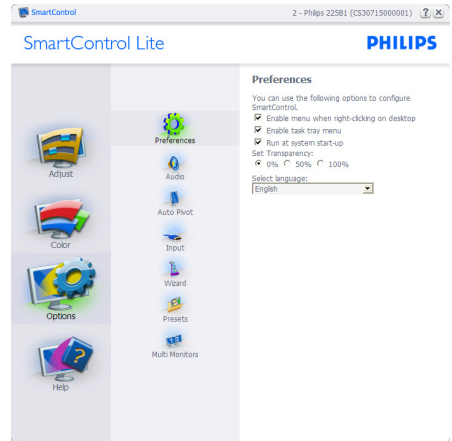 SmartControl
2 - Philips 225B1 (CS30715000001)
SmartControl Lite
PHILIPS
Adjust
Color
Options
Help
Preferences
Audio
Auto Pivot
Input
Wizard
Presets
Multi Monitors
Preferences
You can use the following options to configure
SmartControl.
Enable menu when right-clicking on desktop
Enable task tray menu
Run at system start-up
Set Transparency:
0% 50% 100%
Select language:
English